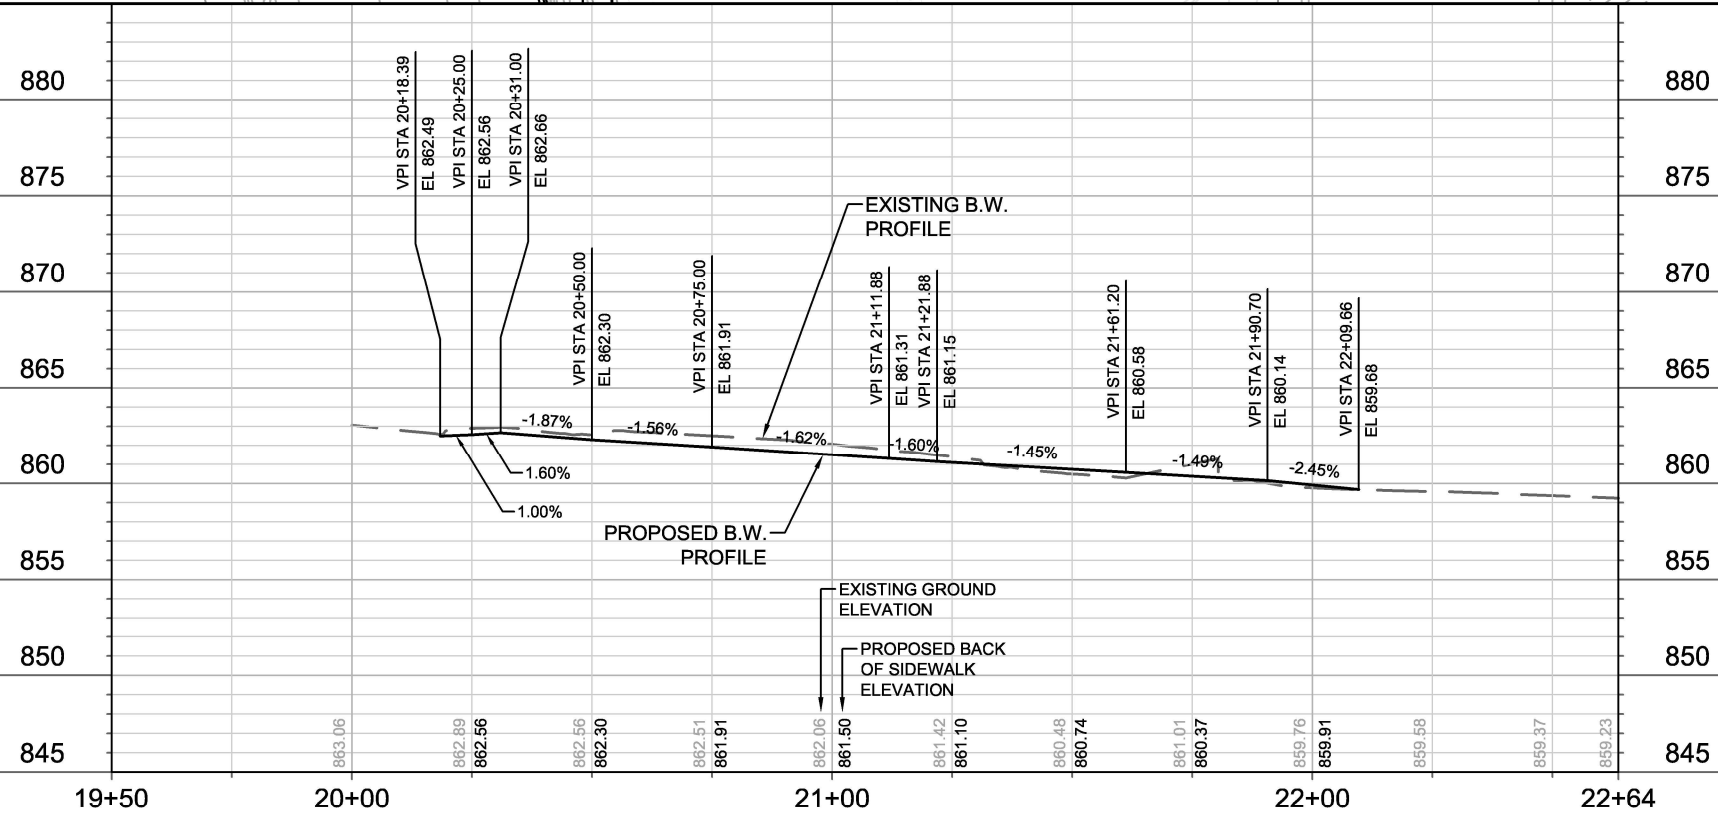 880
875
870
865
860
855
850
845
VPI STA 20+18.39
EL 862.49
VPI STA 20+25.00
EL 862.56
VPI STA 20+31.00
EL 862.66
VPI STA 20+50.00
EL 862.30
VPI STA 20+75.00
EL 861.91
EXISTING B.W.
PROFILE
VPI STA 21+11.88
EL 861.31
VPI STA 21+21.88
EL 861.15
VPI STA 21+61.20
EL 860.58
VPI STA 21+90.70
EL 860.14
VPI STA 222+09.66
EL 859.68
-1.87%
-1.56%
-1.62%
-1.60%
-1.45%
-1.49%
-2.45%
1.60%
1.00%
PROPOSED B.W.
PROFILE
EXISTING GROUND
ELEVATION
PROPOSED BACK
OF SIDEWALK
ELEVATION
863.06
862.89
862.56
862.56
862.30
862.51
861.91
862.06
861.50
861.42
861.10
860.48
860.74
861.01
860.37
859.76
859.91
859.58
859.37
859.23
880
875
870
865
860
855
850
845
19+50
20+00
21+00
22+00
22+64